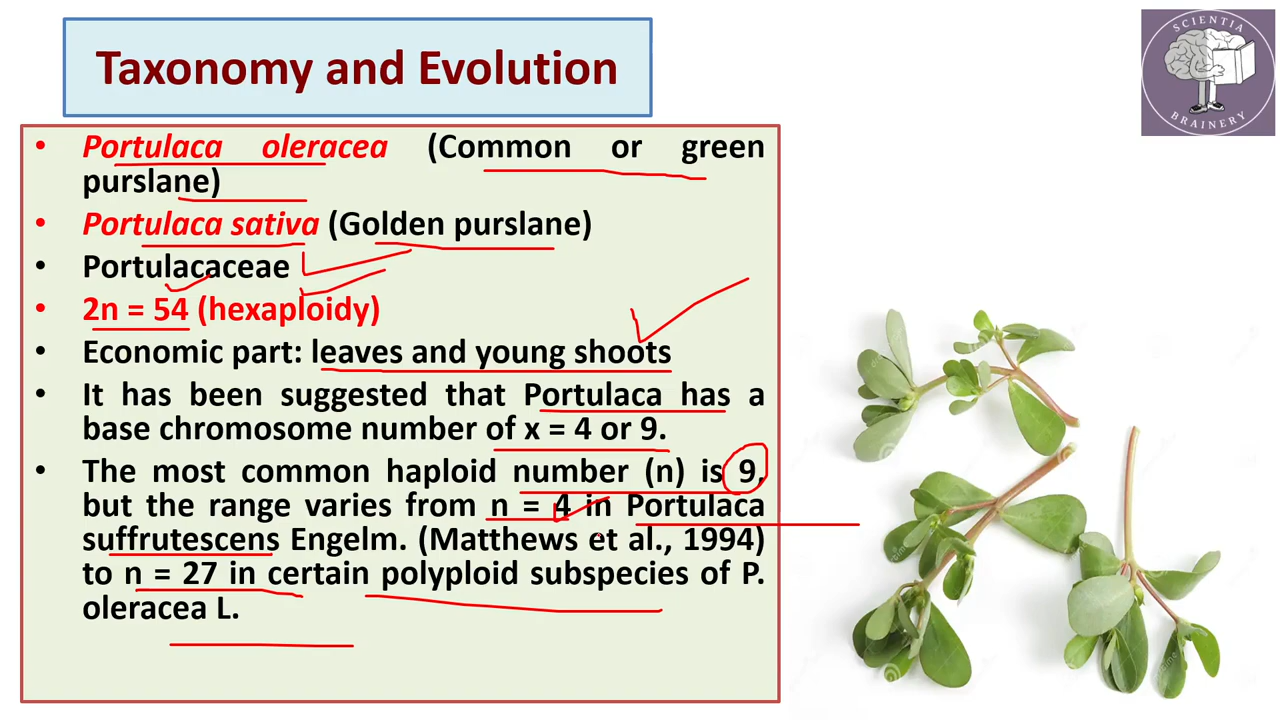 Taxonomy and Evolution
SCIENTIA
BRAINERY
• Portulaca oleracea (Common or green
purslane)
• Portulaca sativa (Golden purslane)
• Portulacaceae
• 2n = 54 (hexaploidy)
• Economic part: leaves and young shoots
• It has been suggested that Portulaca has a
base chromosome number of x = 4 or 9.
• The most common haploid number (n) is 9,
but the range varies from n = 4 in Portulaca
suffrutescens Engelm. (Matthews et al., 1994)
to n = 27 in certain polyploid subspecies of P.
oleracea L.